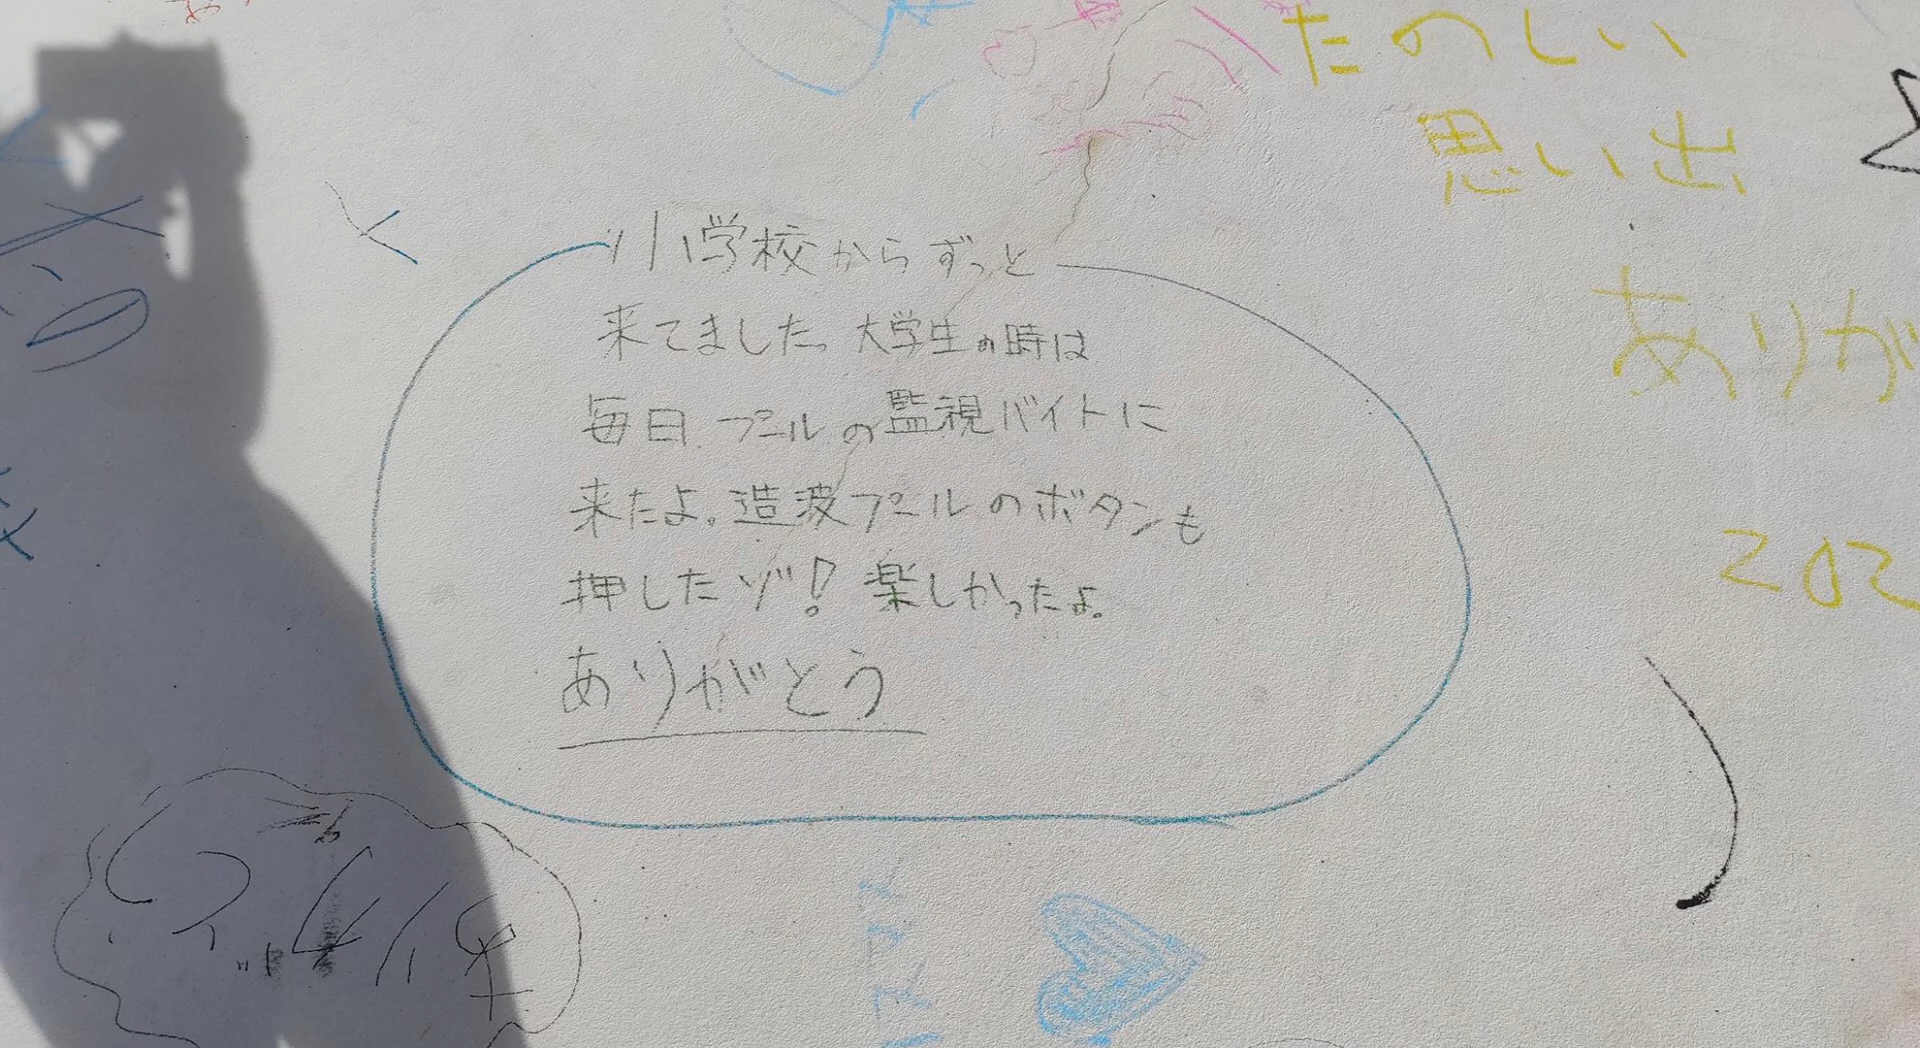 たのしい
思い出
ありが
202
小学校からずっと
来てました。大学生の時は
毎日プールの監視バイトに
来たよ。造波プールのボタンも
押したゾ！楽しかったよ。
ありがとう